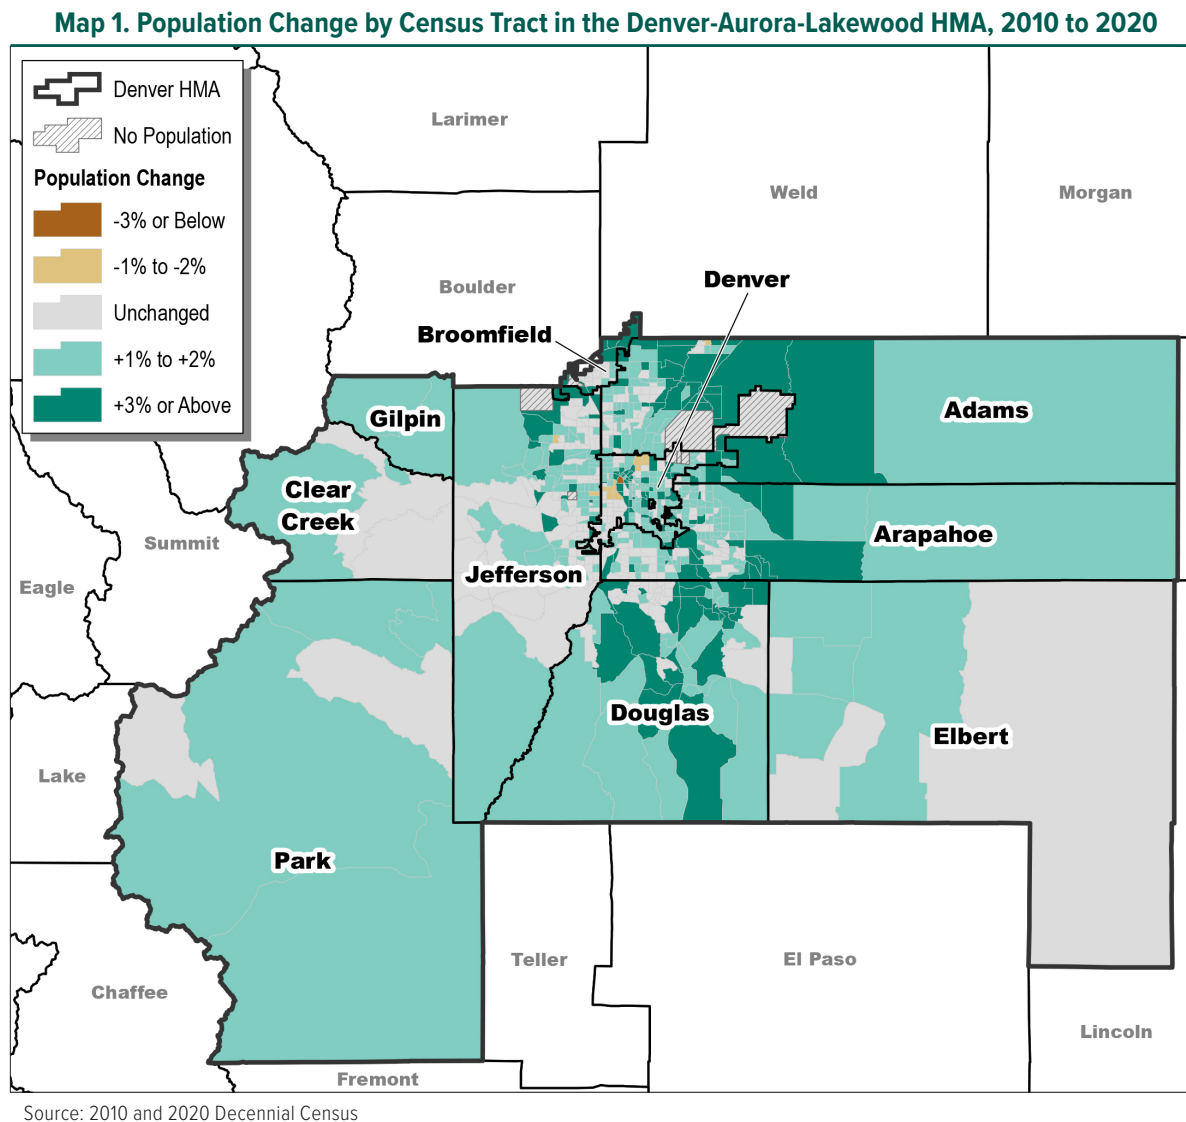 Map 1. Population Change by Census Tract in the Denver-Aurora-Lakewood HMA, 2010 to 2020
Denver HMA
No Population
Population Change
-3% or Below
-1% to -2%
Unchanged
+1% to +2%
+3% or Above
Larimer
Weld
Morgan
Boulder
Denver
Broomfield
Gilpin
Adams
Clear
Creek
Summit
Arapahoe
Eagle
Jefferson
Douglas
Elbert
Lake
Park
Teller
El Paso
Chaffee
Lincoln
Fremont
Source: 2010 and 2020 Decennial Census